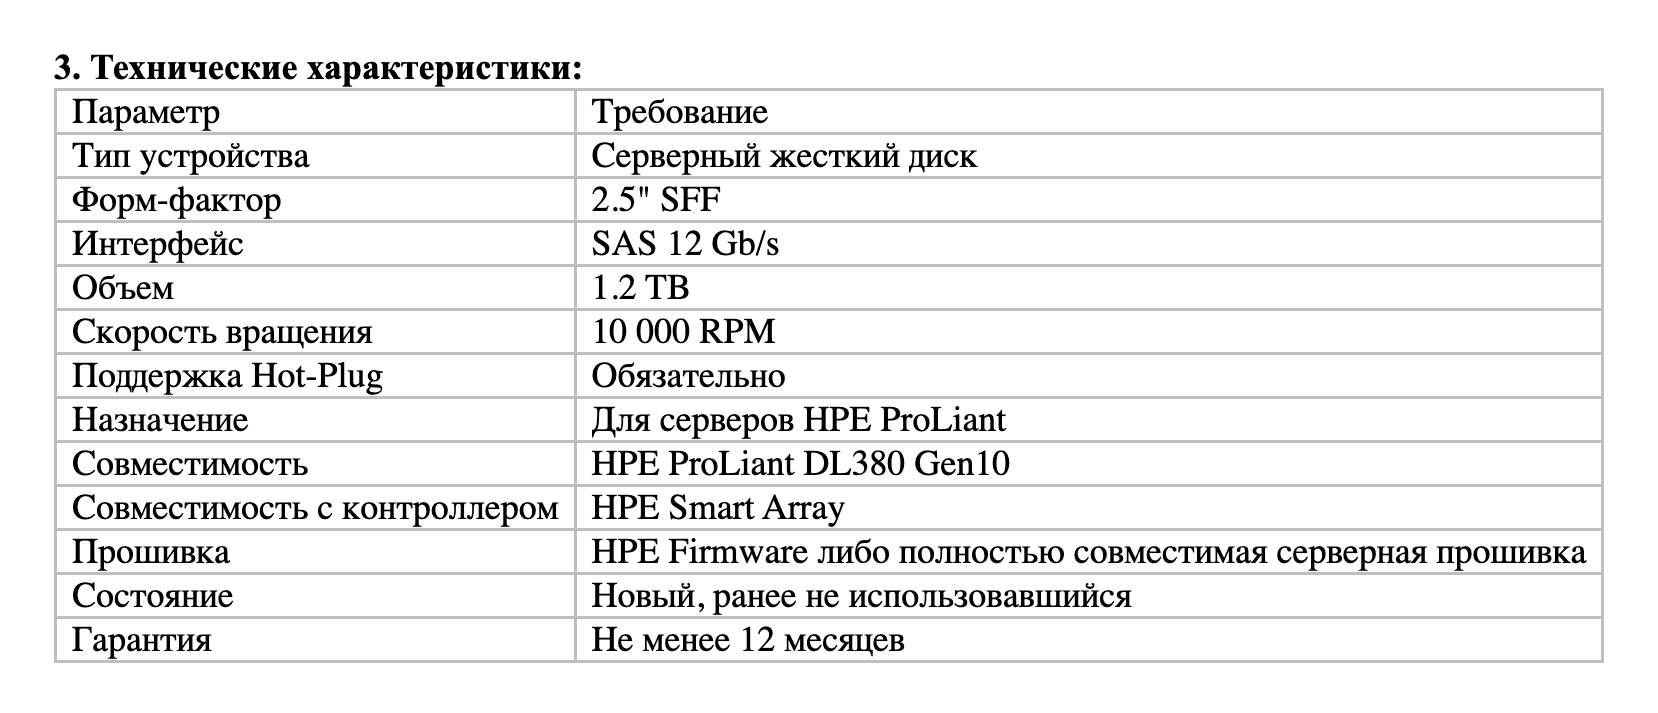 3. Технические характеристики:
Параметр Требование
Тип устройства Серверный жесткий диск
Форм-фактор 2.5" SFF
Интерфейс SAS 12 Gb/s
Объем 1.2 TB
Скорость вращения 10 000 RPM
Поддержка Hot-Plug Обязательно
Назначение Для серверов HPE ProLiant
Совместимость HPE ProLiant DL380 Gen10
Совместимость с контроллером HPE Smart Array
Прошивка HPE Firmware либо полностью совместимая серверная прошивка
Состояние Новый, ранее не использовавшийся
Гарантия Не менее 12 месяцев